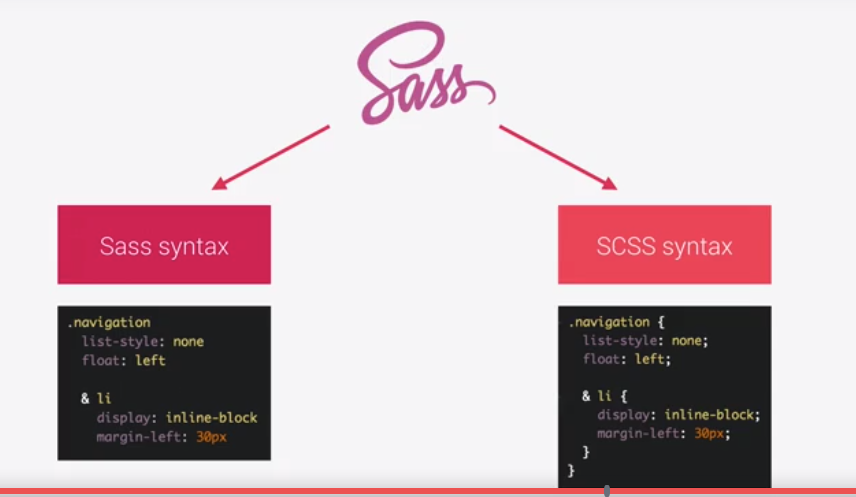 Sass
Sass syntax
.navigation
  list-style: none
  float: left

  & li
    display: inline-block
    margin-left: 30px
SCSS syntax
.navigation {
  list-style: none;
  float: left;

  & li {
    display: inline-block;
    margin-left: 30px;
  }
}